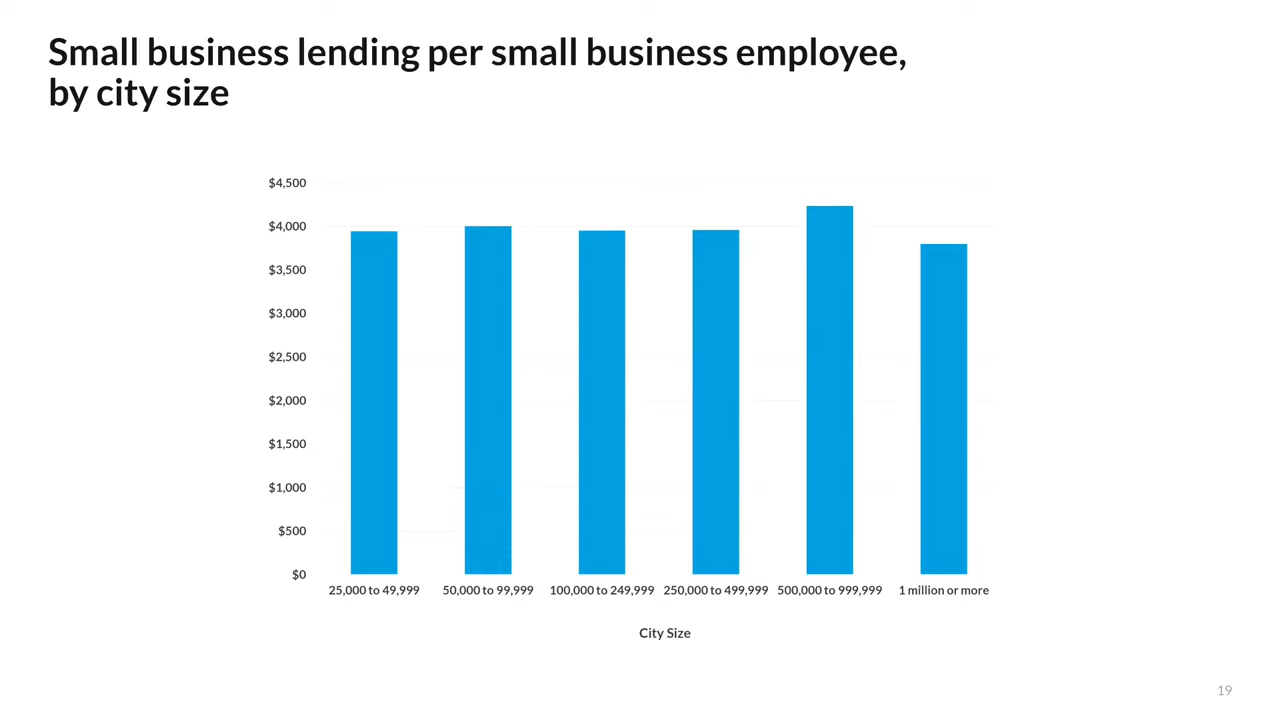 Small business lending per small business employee,
by city size
$4,500
$4,000
$3,500
$3,000
$2,500
$2,000
$1,500
$1,000
$500
$0
25,000 to 49,999
50,000 to 99,999
100,000 to 249,999
250,000 to 499,999
500,000 to 999,999
1 million or more
City Size
19